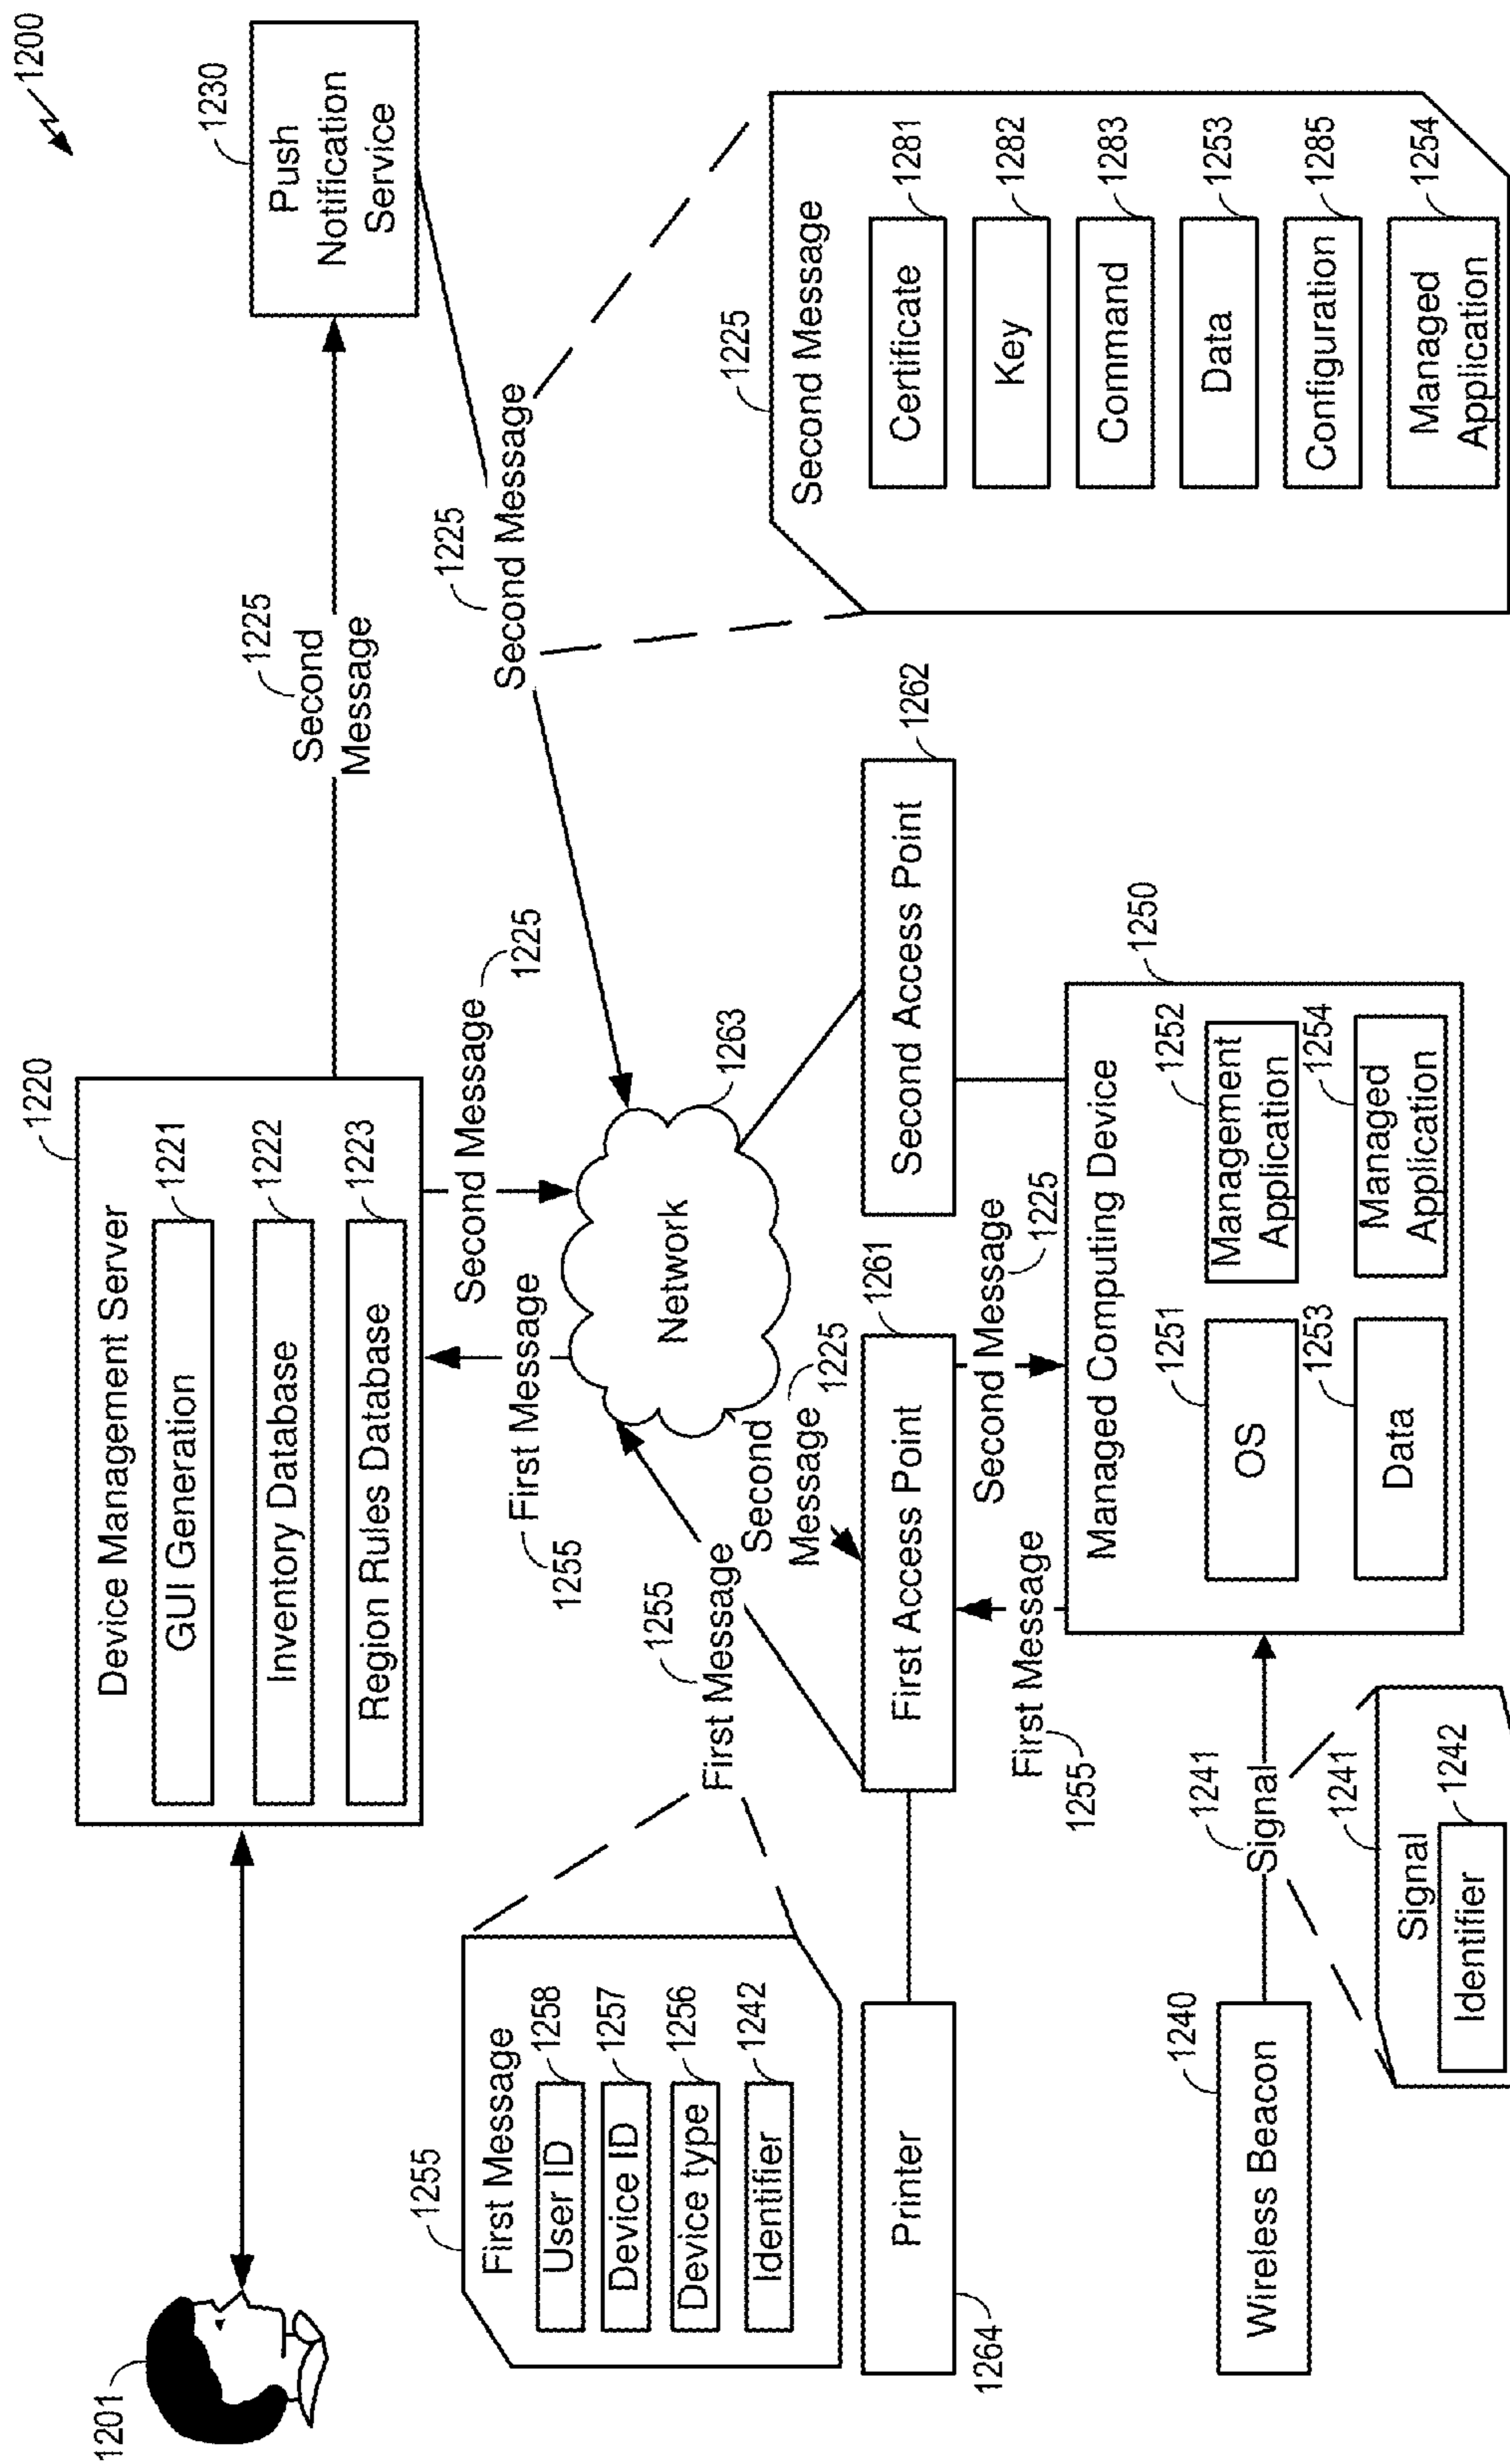 1200
1201
1220
Device Management Server
GUI Generation
1221
Inventory Database
1222
Region Rules Database
1223
1225
Second
Message
1230
Push
Notification
Service
1225
Second Message
Second Message
1225
First Message
1255
Network
1263
1255
First Message
1255
First Message
User ID
1258
Device ID
1257
Device type
1256
Identifier
1242
Second
Message
1225
Printer
1264
First Access Point
1261
Second Access Point
1262
First Message
1255
Second Message
1225
1250
Managed Computing Device
OS
1251
Management
Application
1252
Data
1253
Managed
Application
1254
Wireless Beacon
1240
Signal
1241
Signal
1241
Identifier
1242
1225
Second Message
Certificate
1281
Key
1282
Command
1283
Data
1253
Configuration
1285
Managed
Application
1254